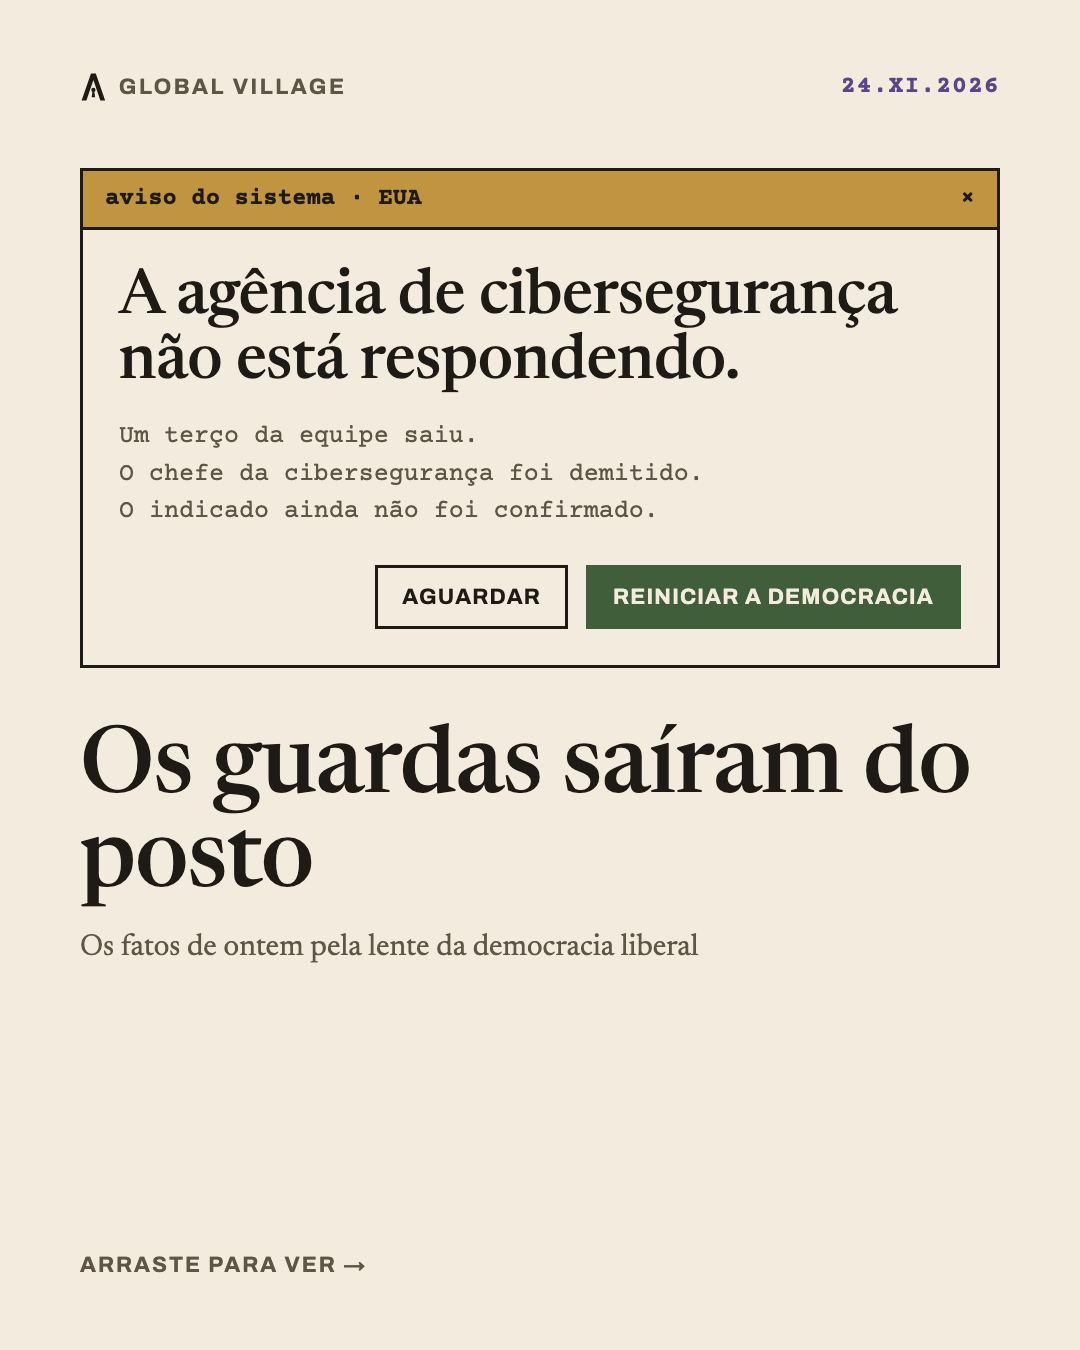 GLOBAL VILLAGE
24.XI.2026
aviso do sistema · EUA ×
A agência de cibersegurança
não está respondendo.
Um terço da equipe saiu.
O chefe da cibersegurança foi demitido.
O indicado ainda não foi confirmado.
AGUARDAR
REINICIAR A DEMOCRACIA
Os guardas saíram do
posto
Os fatos de ontem pela lente da democracia liberal
ARRASTE PARA VER →